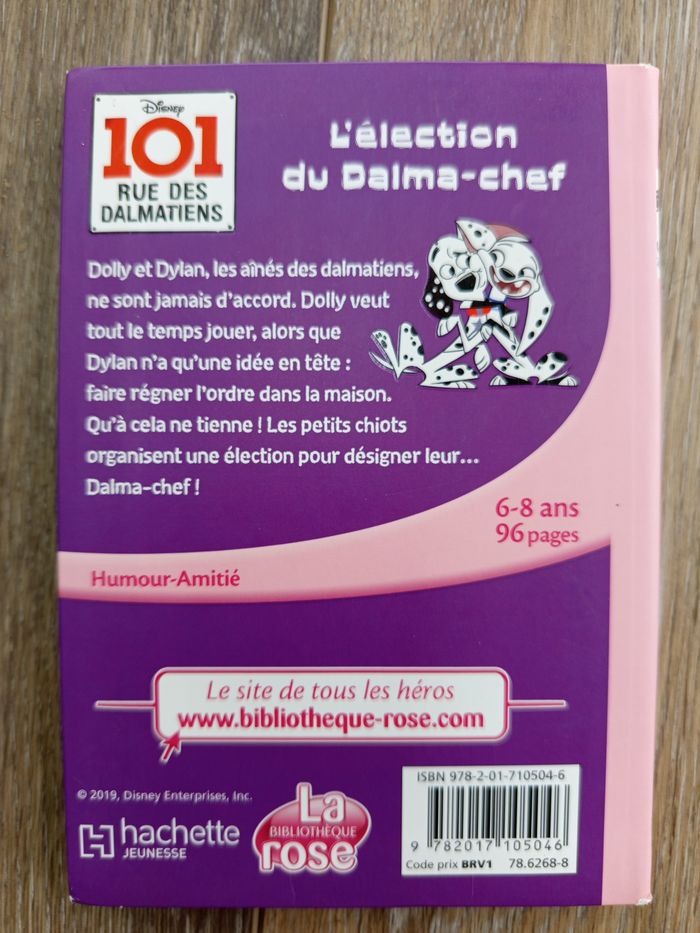 Disney
101
RUE DES
DALMATIENS
L'élection
du Dalma-chef
Dolly et Dylan, les aînés des dalmatiens,
ne sont jamais d'accord. Dolly veut
tout le temps jouer, alors que
Dylan n'a qu'une idée en tête :
faire régner l'ordre dans la maison.
Qu'à cela ne tienne ! Les petits chiots
organisent une élection pour désigner leur...
Dalma-chef !
6-8 ans
96 pages
Humour-Amitié
Le site de tous les héros
www.bibliotheque-rose.com
© 2019, Disney Enterprises, Inc.
hachette
JEUNESSE
La
BIBLIOTHÈQUE
rose
ISBN 978-2-01-710504-6
9 782017 105046
Code prix BRV1 78.6268-8